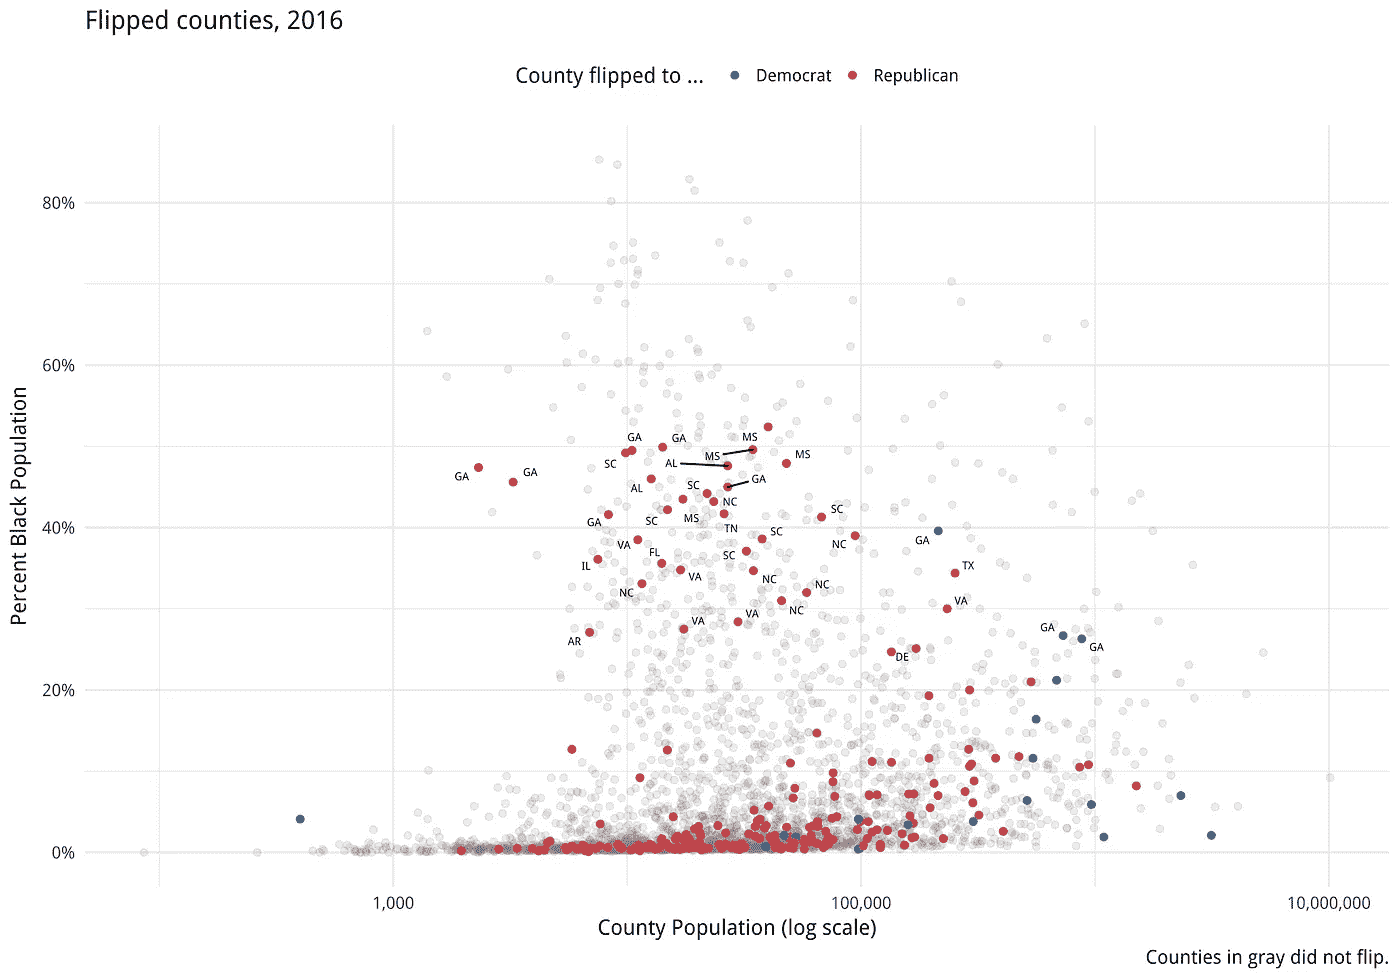 Flipped counties, 2016
County flipped to ... Democrat Republican
80%
60%
40%
20%
0%
Percent Black Population
GA
GA
MS
SC
AL
MS
MS
GA
GA
AL
SC
GA
NC
SC
GA
SC
MS
TN
SC
NC
GA
VA
FL
SC
IL
VA
NC
TX
NC
NC
NC
VA
VA
VA
AR
GA
GA
DE
1,000
100,000
10,000,000
County Population (log scale)
Counties in gray did not flip.